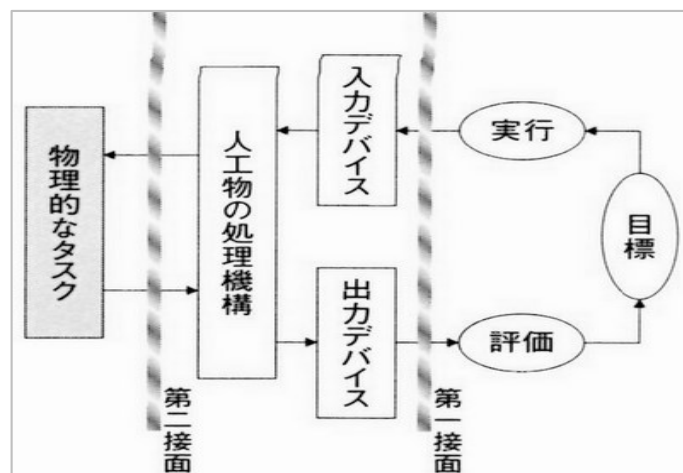 物理的なタスク
第二接面
人工物の処理機構
入力デバイス
出力デバイス
第一接面
実行
目標
評価